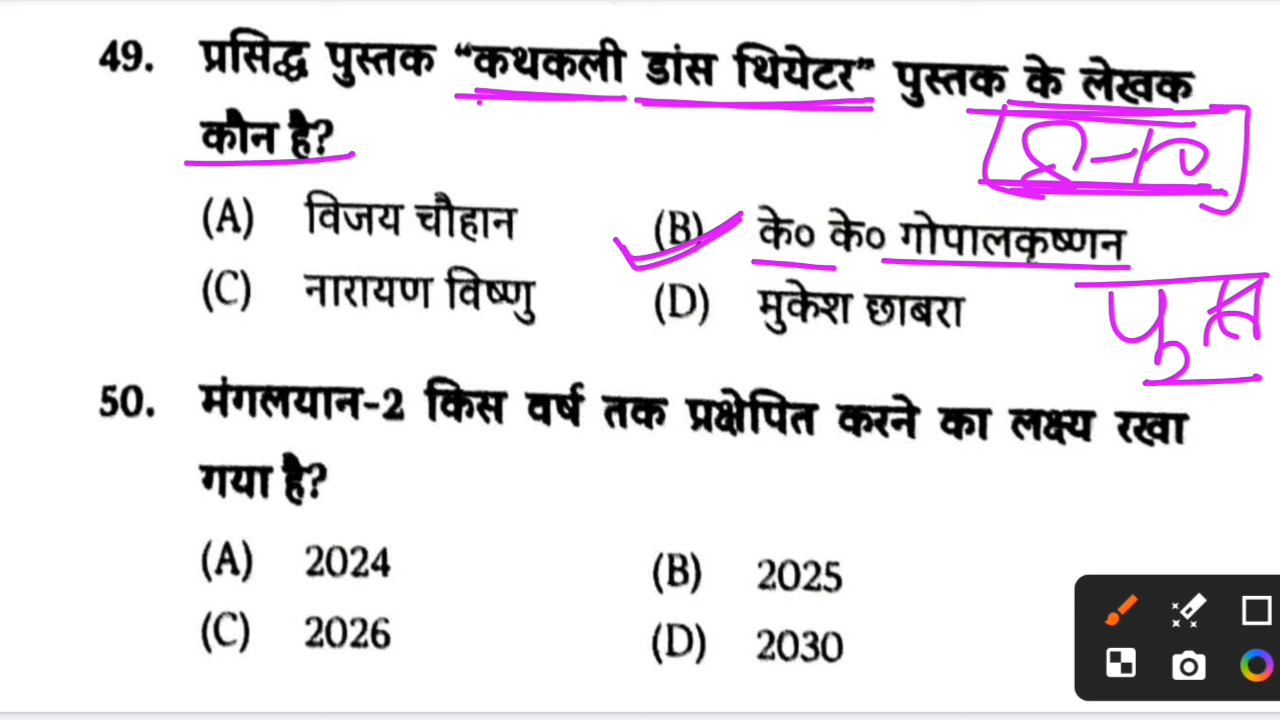 49. प्रसिद्ध पुस्तक “कथकली डांस थियेटर” पुस्तक के लेखक
कौन है?
(A) विजय चौहान (B) के० के० गोपालकृष्णन
(C) नारायण विष्णु (D) मुकेश छाबरा
50. मंगलयान-2 किस वर्ष तक प्रक्षेपित करने का लक्ष्य रखा
गया है?
(A) 2024 (B) 2025
(C) 2026 (D) 2030